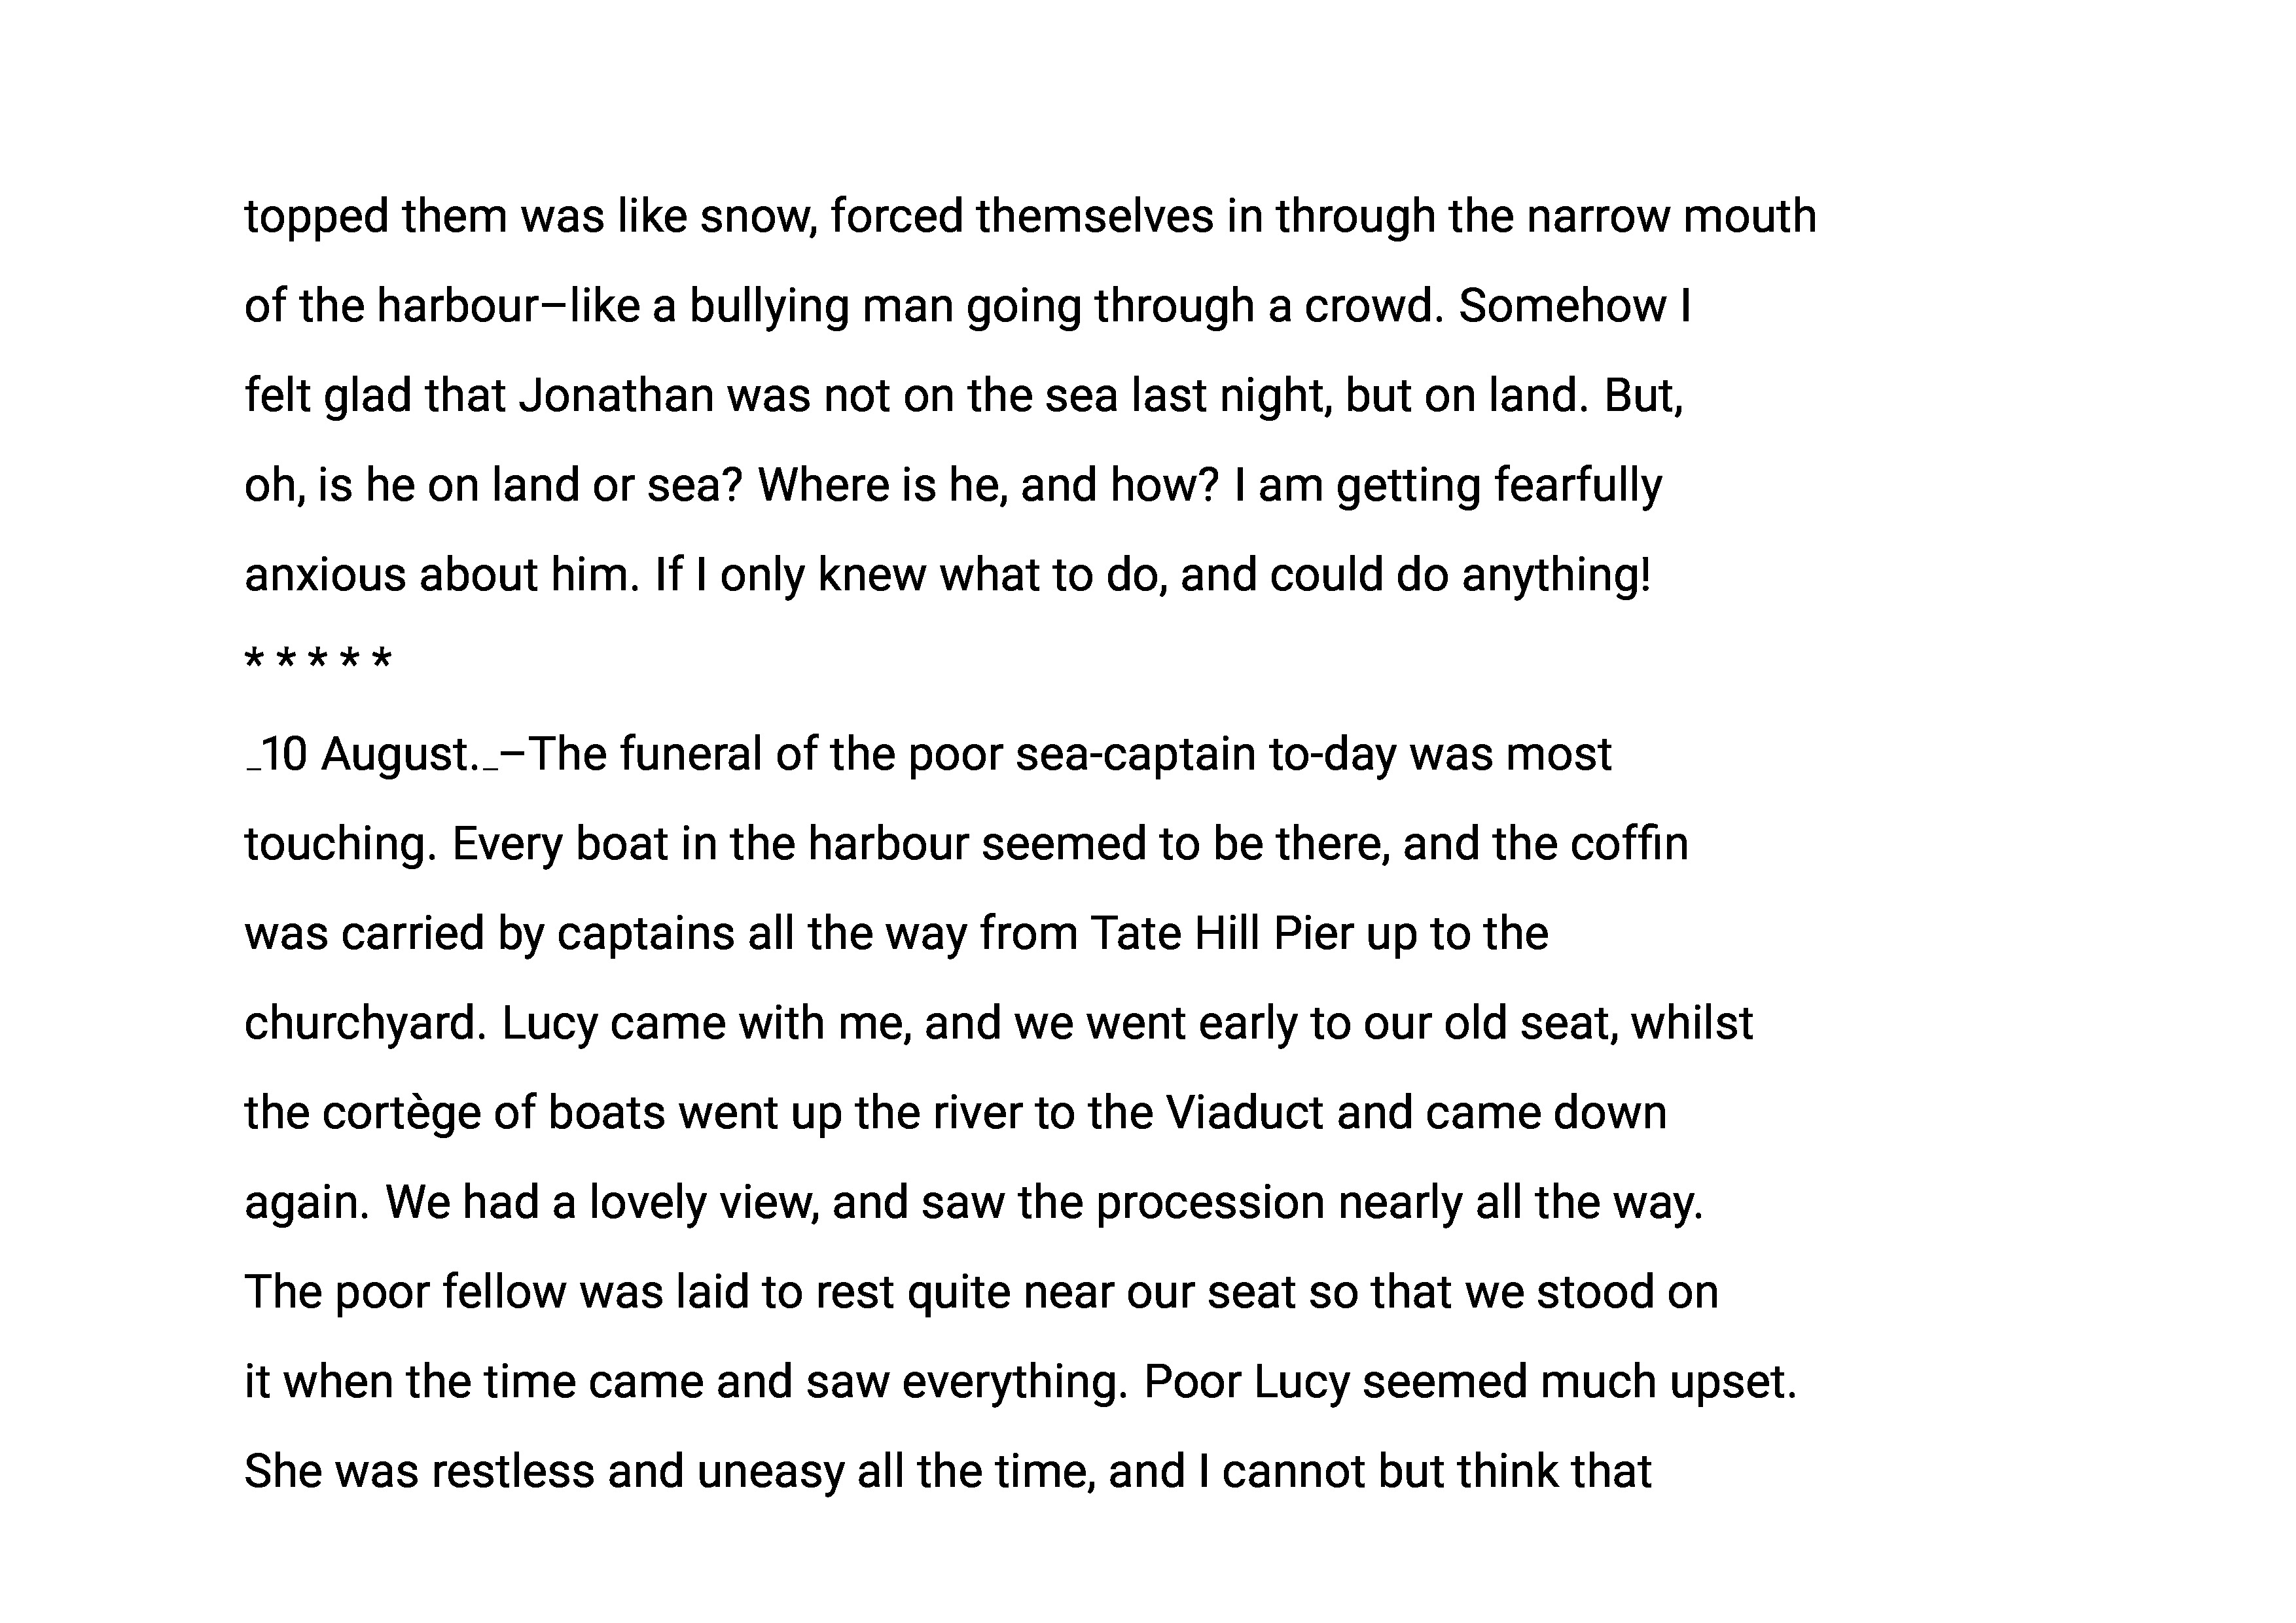 topped them was like snow, forced themselves in through the narrow mouth
of the harbour–like a bullying man going through a crowd. Somehow I
felt glad that Jonathan was not on the sea last night, but on land. But,
oh, is he on land or sea? Where is he, and how? I am getting fearfully
anxious about him. If I only knew what to do, and could do anything!
* * * * *
_10 August._–The funeral of the poor sea-captain to-day was most
touching. Every boat in the harbour seemed to be there, and the coffin
was carried by captains all the way from Tate Hill Pier up to the
churchyard. Lucy came with me, and we went early to our old seat, whilst
the cortège of boats went up the river to the Viaduct and came down
again. We had a lovely view, and saw the procession nearly all the way.
The poor fellow was laid to rest quite near our seat so that we stood on
it when the time came and saw everything. Poor Lucy seemed much upset.
She was restless and uneasy all the time, and I cannot but think that